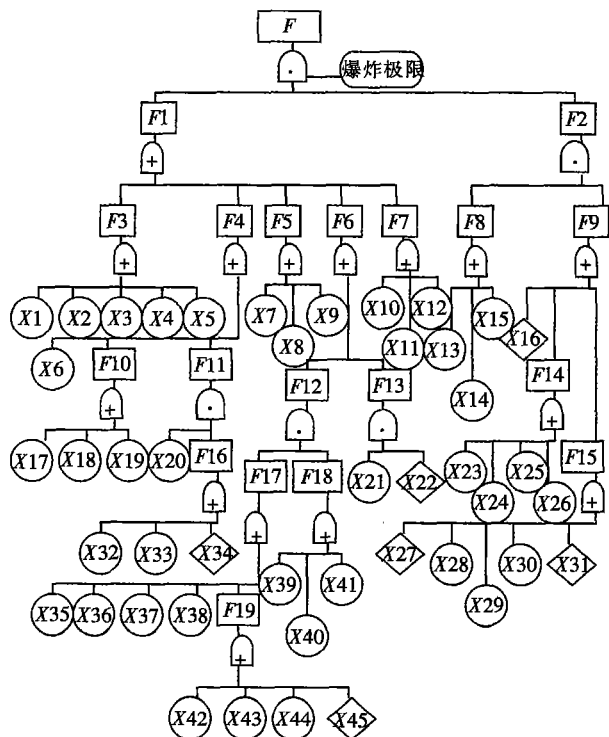 F
·
爆炸极限
F1
F2
+
·
F3
F4
F5
F6
F7
F8
F9
+
+
+
+
+
+
+
X1
X2
X3
X4
X5
X6
X7
X8
X9
X10
X11
X12
X13
X14
X15
X16
F10
F11
F12
F13
F14
+
·
·
·
+
X17
X18
X19
X20
F16
F17
F18
X21
X22
X23
X24
X25
X26
F15
+
+
+
+
X32
X33
X34
X39
X40
X41
X27
X28
X29
X30
X31
X35
X36
X37
X38
F19
+
X42
X43
X44
X45